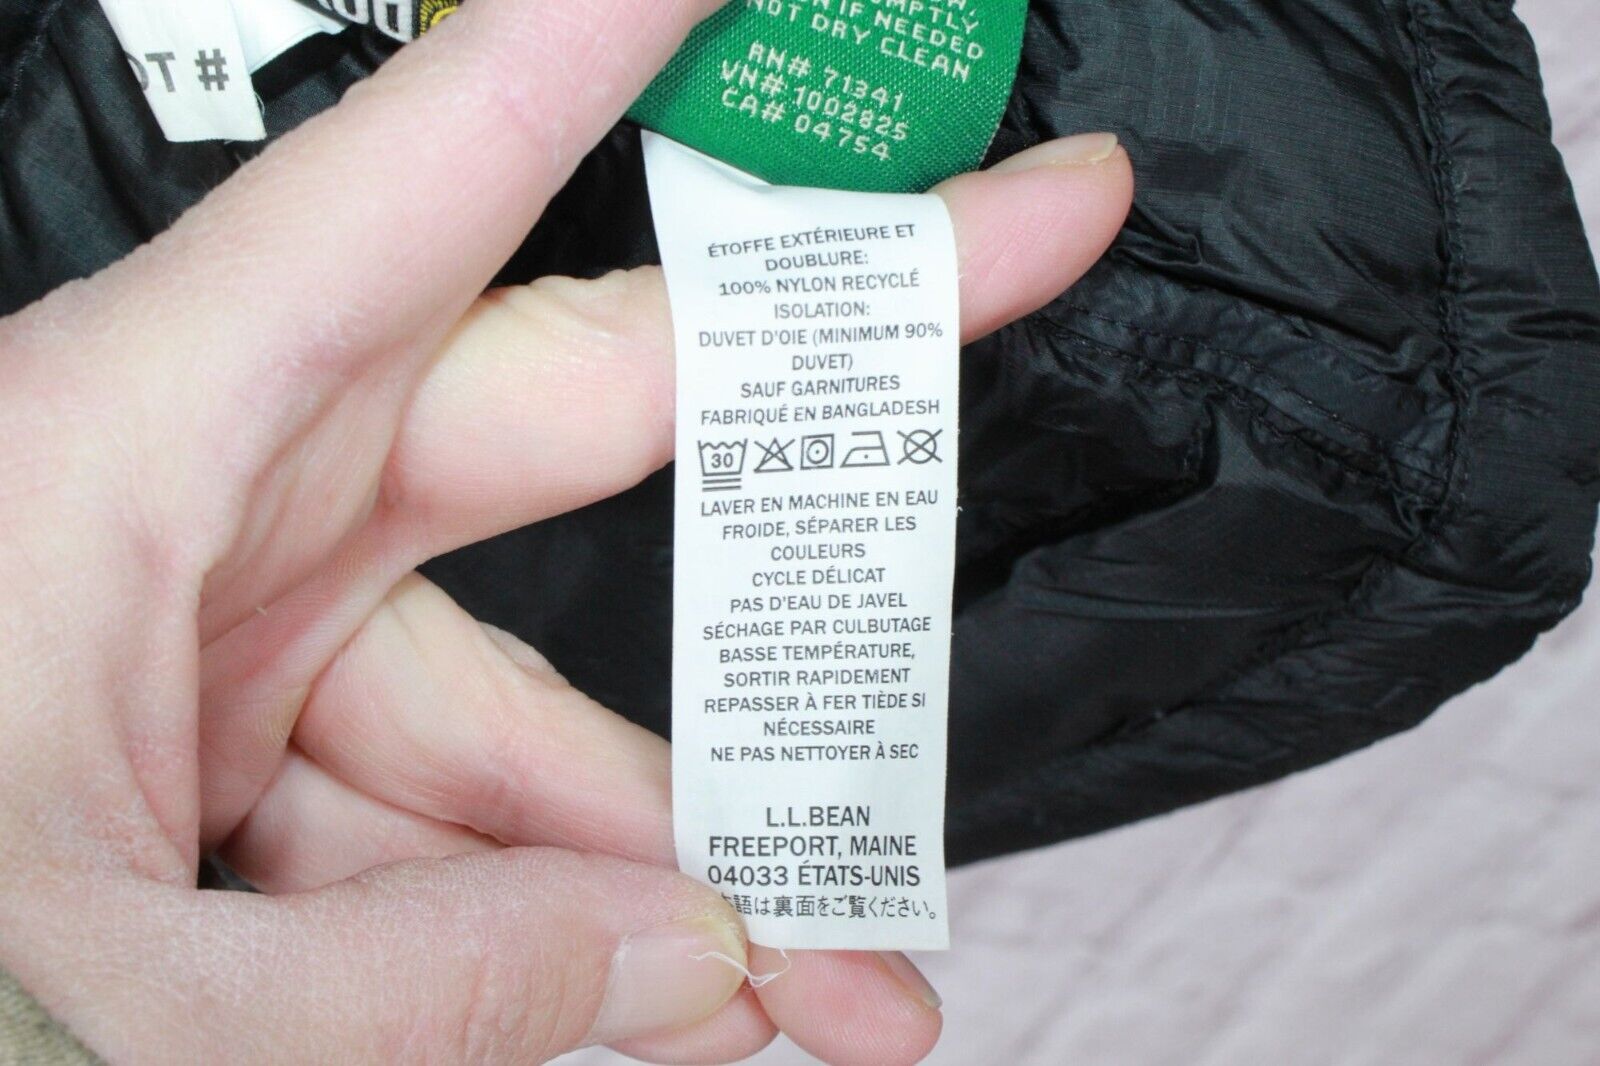 OT #
OMPTLY
IF NEEDED
NOT DRY CLEAN
RN# 71341
VN# 1002825
CA# 04754
ÉTOFFE EXTÉRIEURE ET
DOUBLURE:
100% NYLON RECYCLÉ
ISOLATION:
DUVET D'OIE (MINIMUM 90%
DUVET)
SAUF GARNITURES
FABRIQUÉ EN BANGLADESH
30
LAVER EN MACHINE EN EAU
FROIDE, SÉPARER LES
COULEURS
CYCLE DÉLICAT
PAS D'EAU DE JAVEL
SÉCHAGE PAR CULBUTAGE
BASSE TEMPÉRATURE,
SORTIR RAPIDEMENT
REPASSER À FER TIÈDE SI
NÉCESSAIRE
NE PAS NETTOYER À SEC
L.L.BEAN
FREEPORT, MAINE
04033 ÉTATS-UNIS
語は裏面をご覧ください。